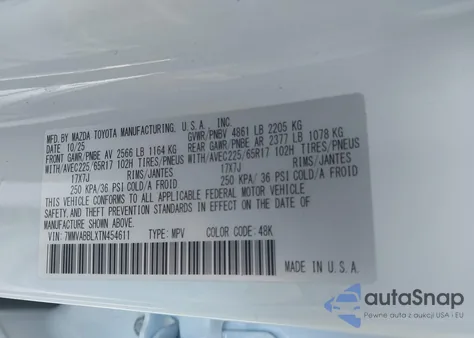 MFD BY MAZDA TOYOTA MANUFACTURING, U.S.A., INC.
DATE 10/25 GVWR/PNBV 4861 LB 2205 KG
FRONT GAWR/PNBE AV 2566 LB 1164 KG REAR GAWR/PNBE AR 2377 LB 1078 KG
WITH/AVEC225/65R17 102H TIRES/PNEUS WITH/AVEC225/65R17 102H TIRES/PNEUS
17X7J RIMS/JANTES 17X7J RIMS/JANTES
250 KPA/ 36 PSI COLD/A FROID 250 KPA/ 36 PSI COLD/A FROID
THIS VEHICLE CONFORMS TO ALL APPLICABLE FEDERAL MOTOR VEHICLE
SAFETY, BUMPER, AND THEFT PREVENTION STANDARDS IN EFFECT ON THE DATE OF
MANUFACTURE SHOWN ABOVE.
VIN: 7MMVABBLXTN454611 TYPE: MPV COLOR CODE: 48K
MADE IN U.S.A.
autoSnap
Pewne auto z aukcji USA i EU